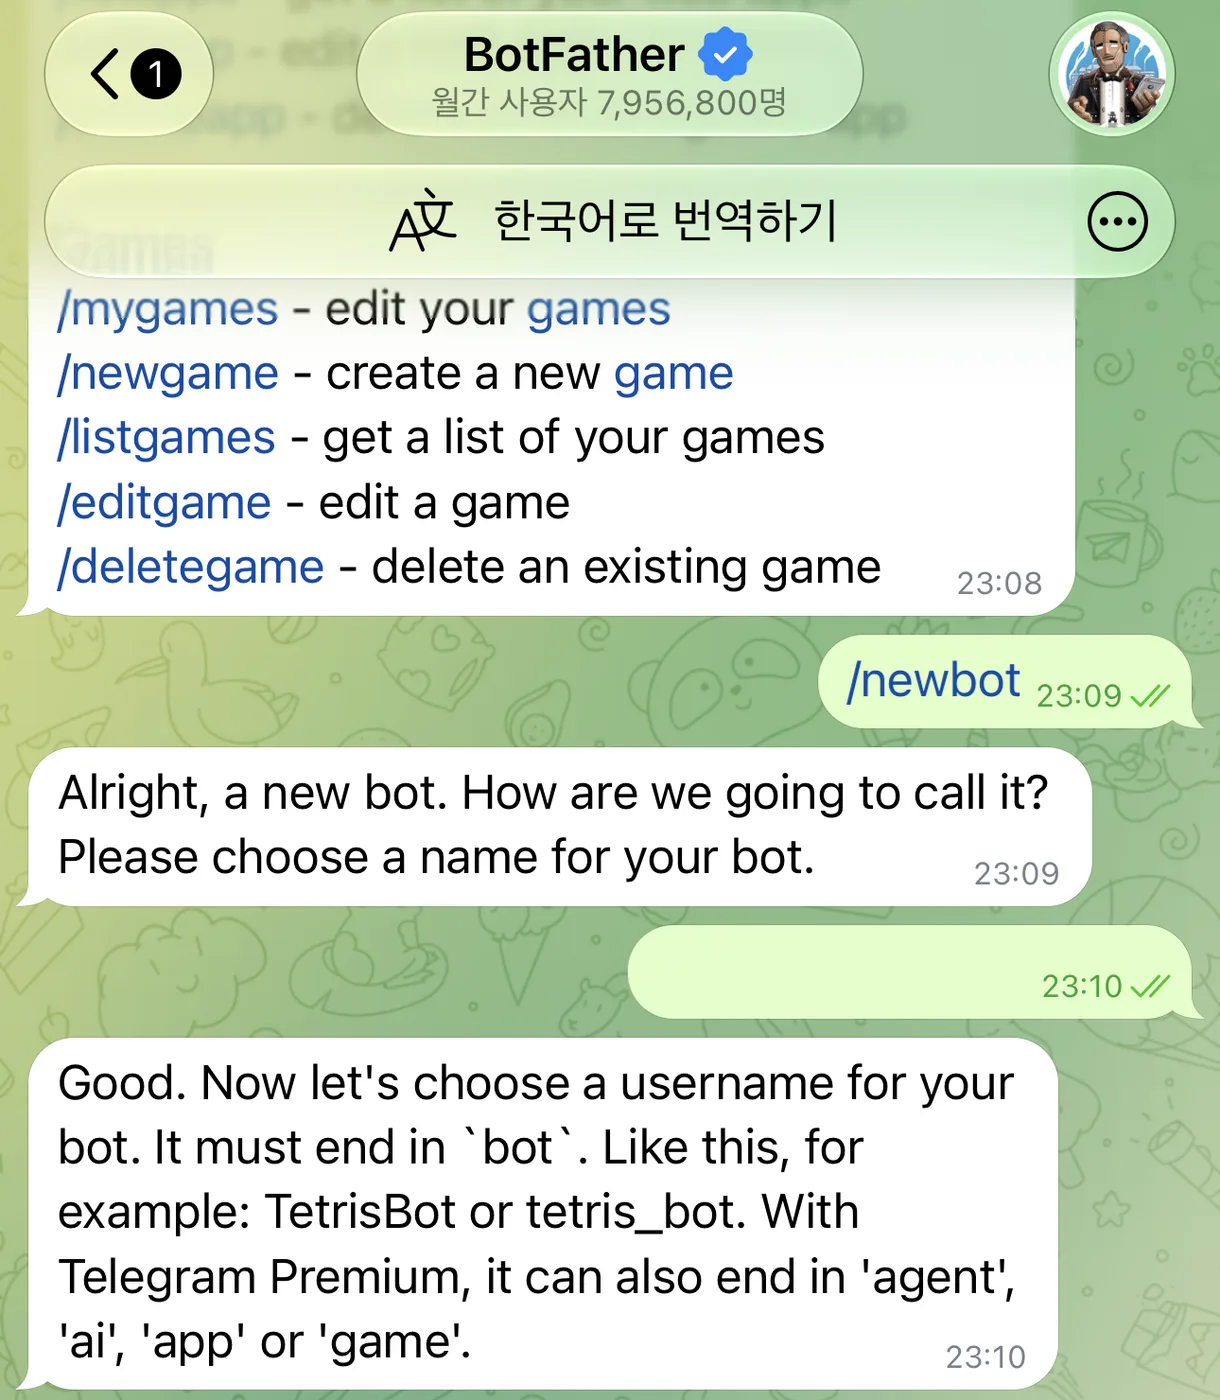 1
BotFather
월간 사용자 7,956,800명
한국어로 번역하기
Games
/mygames - edit your games
/newgame - create a new game
/listgames - get a list of your games
/editgame - edit a game
/deletegame - delete an existing game
23:08
/newbot 23:09
Alright, a new bot. How are we going to call it?
Please choose a name for your bot.
23:09
23:10
Good. Now let's choose a username for your
bot. It must end in `bot`. Like this, for
example: TetrisBot or tetris_bot. With
Telegram Premium, it can also end in 'agent',
'ai', 'app' or 'game'.
23:10